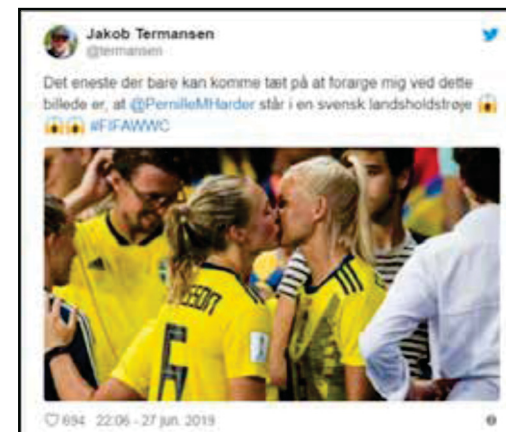 Jakob Termansen
@termansen
Det eneste der bare kan komme tæt på at forarge mig ved dette
billede er, at @PernilleMHarder står i en svensk landsholdstrøje 😱
😱😱 #FIFAWWC
6
694 22:06 - 27 jun. 2019